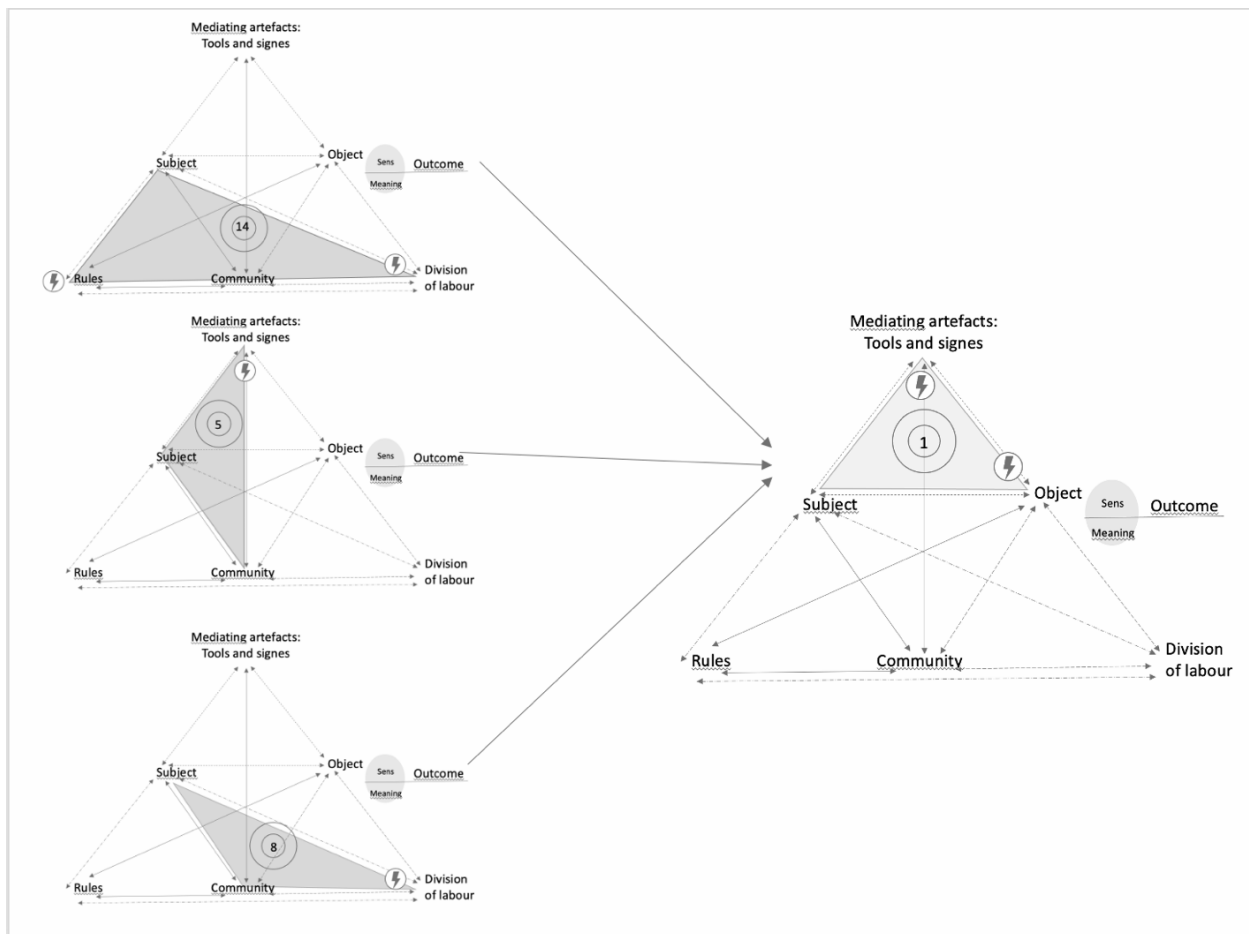 Mediating artefacts:
Tools and signes
Subject
Object
Sens
Meaning
Outcome
14
Rules
Community
Division
of labour
Mediating artefacts:
Tools and signes
5
Subject
Object
Sens
Meaning
Outcome
Rules
Community
Division
of labour
Mediating artefacts:
Tools and signes
Subject
Object
Sens
Meaning
Outcome
8
Rules
Community
Division
of labour
Mediating artefacts:
Tools and signes
1
Subject
Object
Sens
Meaning
Outcome
Rules
Community
Division
of labour